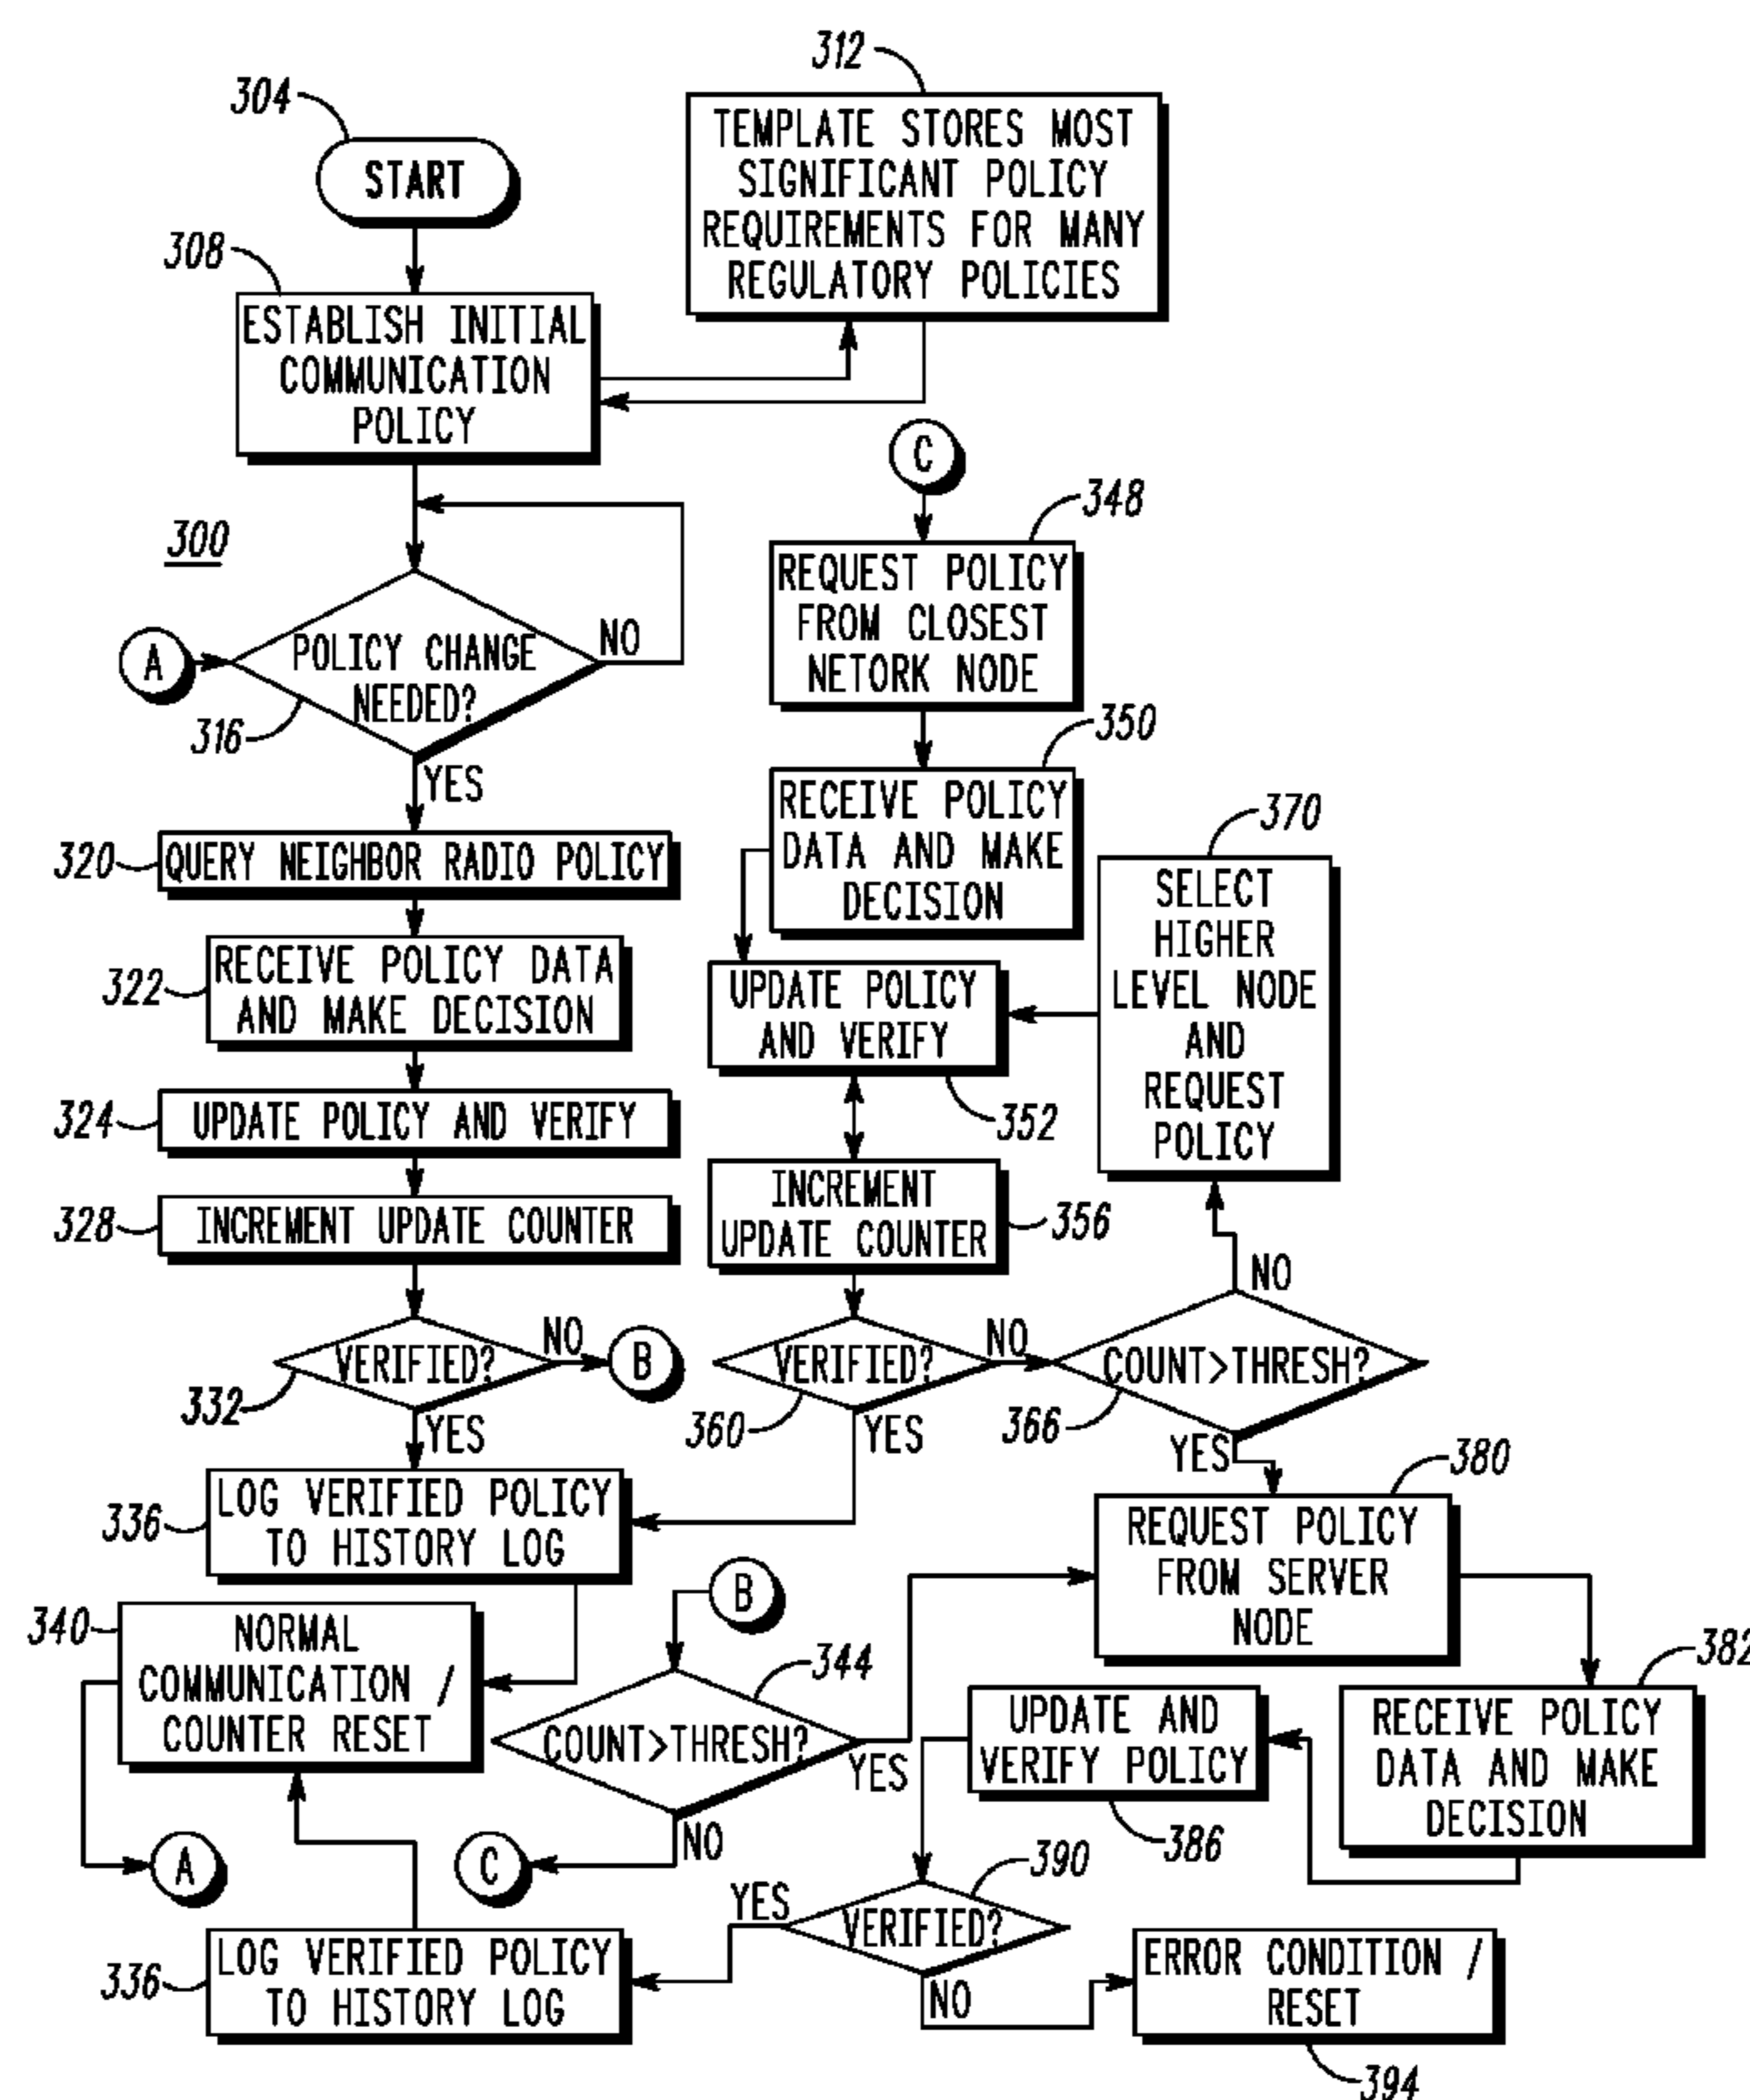 312
304
TEMPLATE STORES MOST
SIGNIFICANT POLICY
REQUIREMENTS FOR MANY
REGULATORY POLICIES
START
308
ESTABLISH INITIAL
COMMUNICATION
POLICY
C
348
300
REQUEST POLICY
FROM CLOSEST
NETORK NODE
A
POLICY CHANGE
NEEDED?
NO
316
YES
350
RECEIVE POLICY
DATA AND MAKE
DECISION
370
SELECT
HIGHER
LEVEL NODE
AND
REQUEST
POLICY
320
QUERY NEIGHBOR RADIO POLICY
322
RECEIVE POLICY DATA
AND MAKE DECISION
UPDATE POLICY
AND VERIFY
352
324
UPDATE POLICY AND VERIFY
328
INCREMENT UPDATE COUNTER
INCREMENT
UPDATE COUNTER
356
NO
VERIFIED?
NO
B
332
YES
VERIFIED?
NO
360
YES
COUNT>THRESH?
366
YES
380
336
LOG VERIFIED POLICY
TO HISTORY LOG
REQUEST POLICY
FROM SERVER
NODE
B
340
NORMAL
COMMUNICATION /
COUNTER RESET
344
COUNT>THRESH?
YES
NO
382
UPDATE AND
VERIFY POLICY
386
RECEIVE POLICY
DATA AND MAKE
DECISION
A
C
390
YES
VERIFIED?
NO
336
LOG VERIFIED POLICY
TO HISTORY LOG
ERROR CONDITION /
RESET
394